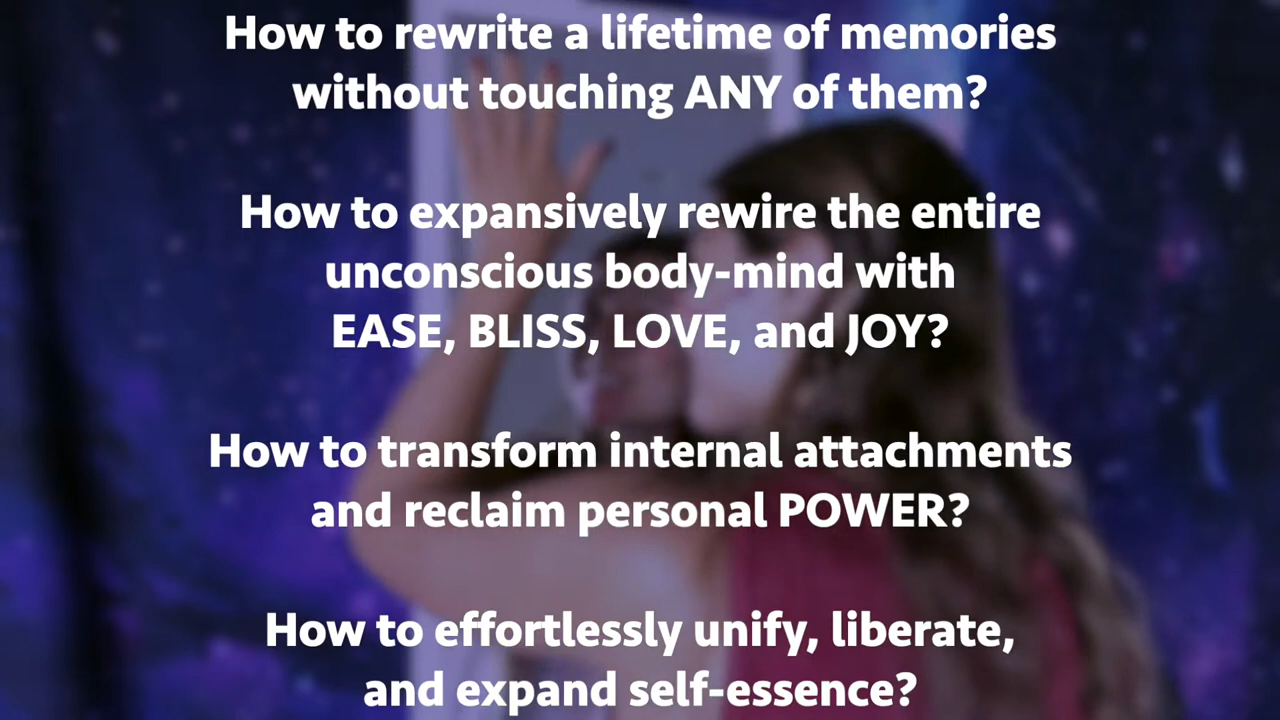 How to rewrite a lifetime of memories
without touching ANY of them?
How to expansively rewire the entire
unconscious body-mind with
EASE, BLISS, LOVE, and JOY?
How to transform internal attachments
and reclaim personal POWER?
How to effortlessly unify, liberate,
and expand self-essence?